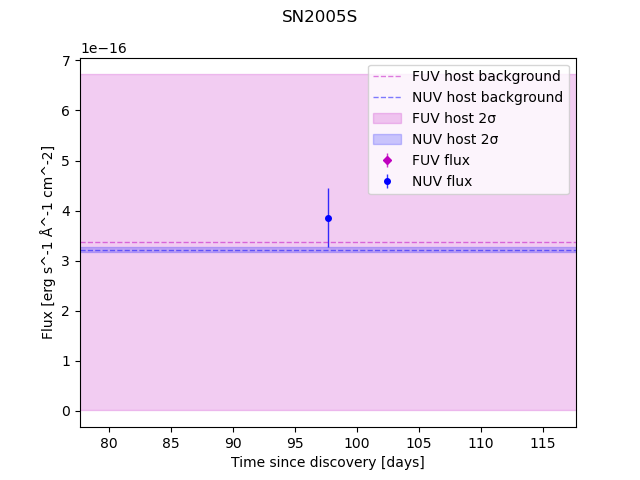 SN2005S
1e−16
7
6
5
4
3
2
1
0
Flux [erg s^-1 Å^-1 cm^-2]
FUV host background
NUV host background
FUV host 2σ
NUV host 2σ
FUV flux
NUV flux
80 85 90 95 100 105 110 115
Time since discovery [days]